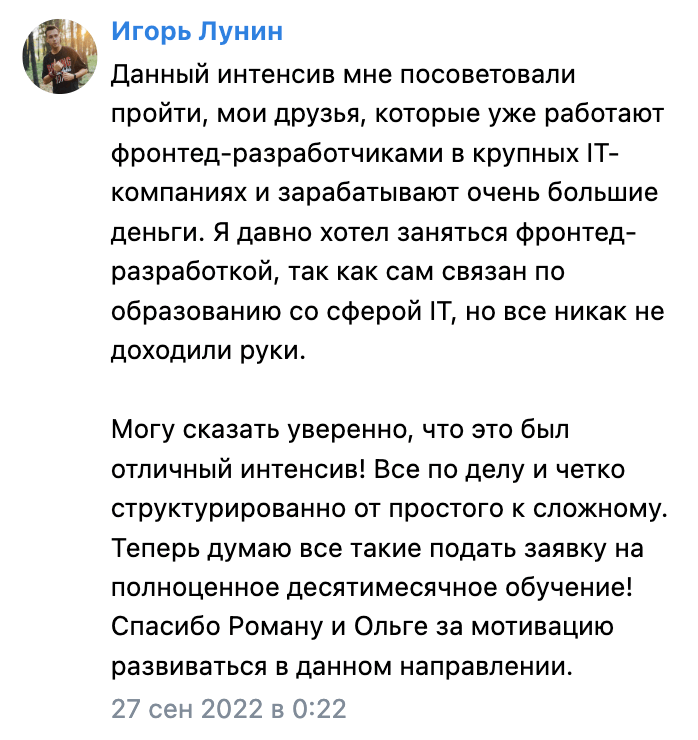 Игорь Лунин
Данный интенсив мне посоветовали
пройти, мои друзья, которые уже работают
фронтед-разработчиками в крупных IT-
компаниях и зарабатывают очень большие
деньги. Я давно хотел заняться фронтед-
разработкой, так как сам связан по
образованию со сферой IT, но все никак не
доходили руки.
Могу сказать уверенно, что это был
отличный интенсив! Все по делу и четко
структурированно от простого к сложному.
Теперь думаю все такие подать заявку на
полноценное десятимесячное обучение!
Спасибо Роману и Ольге за мотивацию
развиваться в данном направлении.
27 сен 2022 в 0:22